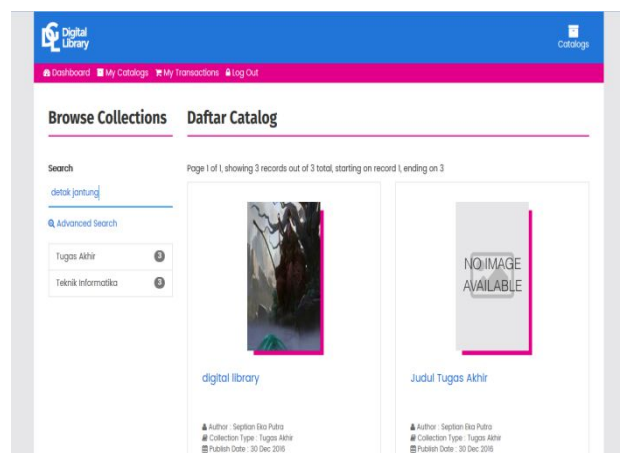 Digital
Library
Catalogs
Dashboard My Catalogs My Transactions Log Out
Browse Collections
Daftar Catalog
Search
detak jantung
Advanced Search
Tugas Akhir 3
Teknik Informatika 3
Page 1 of 1, showing 3 records out of 3 total, starting on record 1, ending on 3
NO IMAGE
AVAILABLE
digital library
Author : Septian Eka Putra
Collection Type : Tugas Akhir
Publish Date : 30 Dec 2016
Judul Tugas Akhir
Author : Septian Eka Putra
Collection Type : Tugas Akhir
Publish Date : 30 Dec 2016